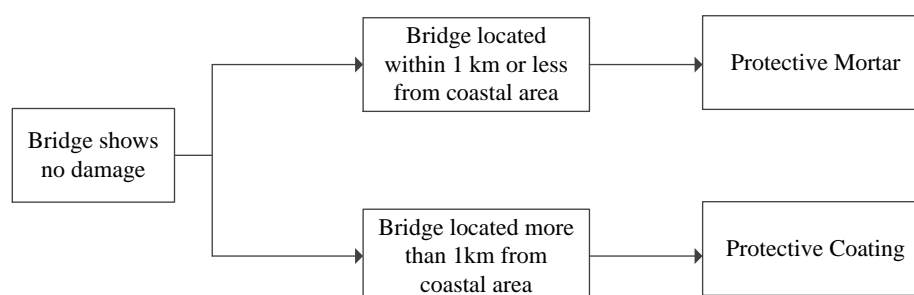 Bridge shows
no damage
Bridge located
within 1 km or less
from coastal area
Protective Mortar
Bridge located more
than 1km from
coastal area
Protective Coating